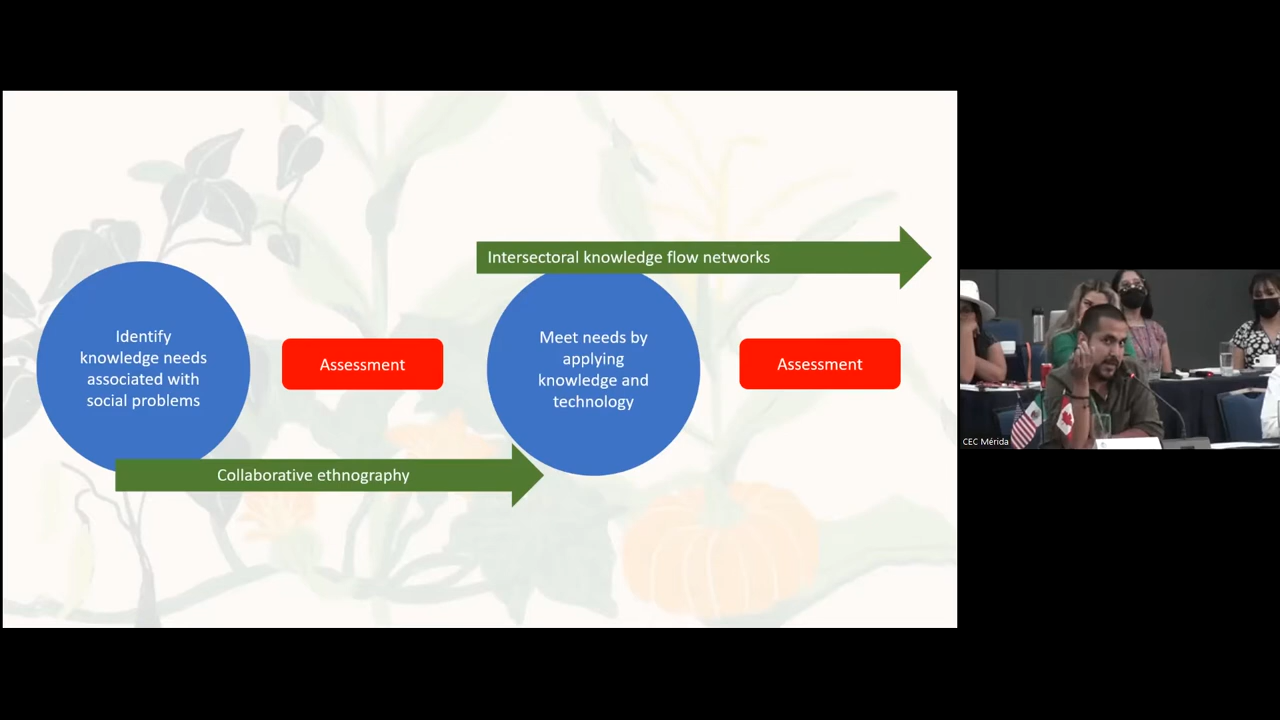 Intersectoral knowledge flow networks
Identify
knowledge needs
associated with
social problems
Assessment
Meet needs by
applying
knowledge and
technology
Assessment
Collaborative ethnography
CEC Mérida